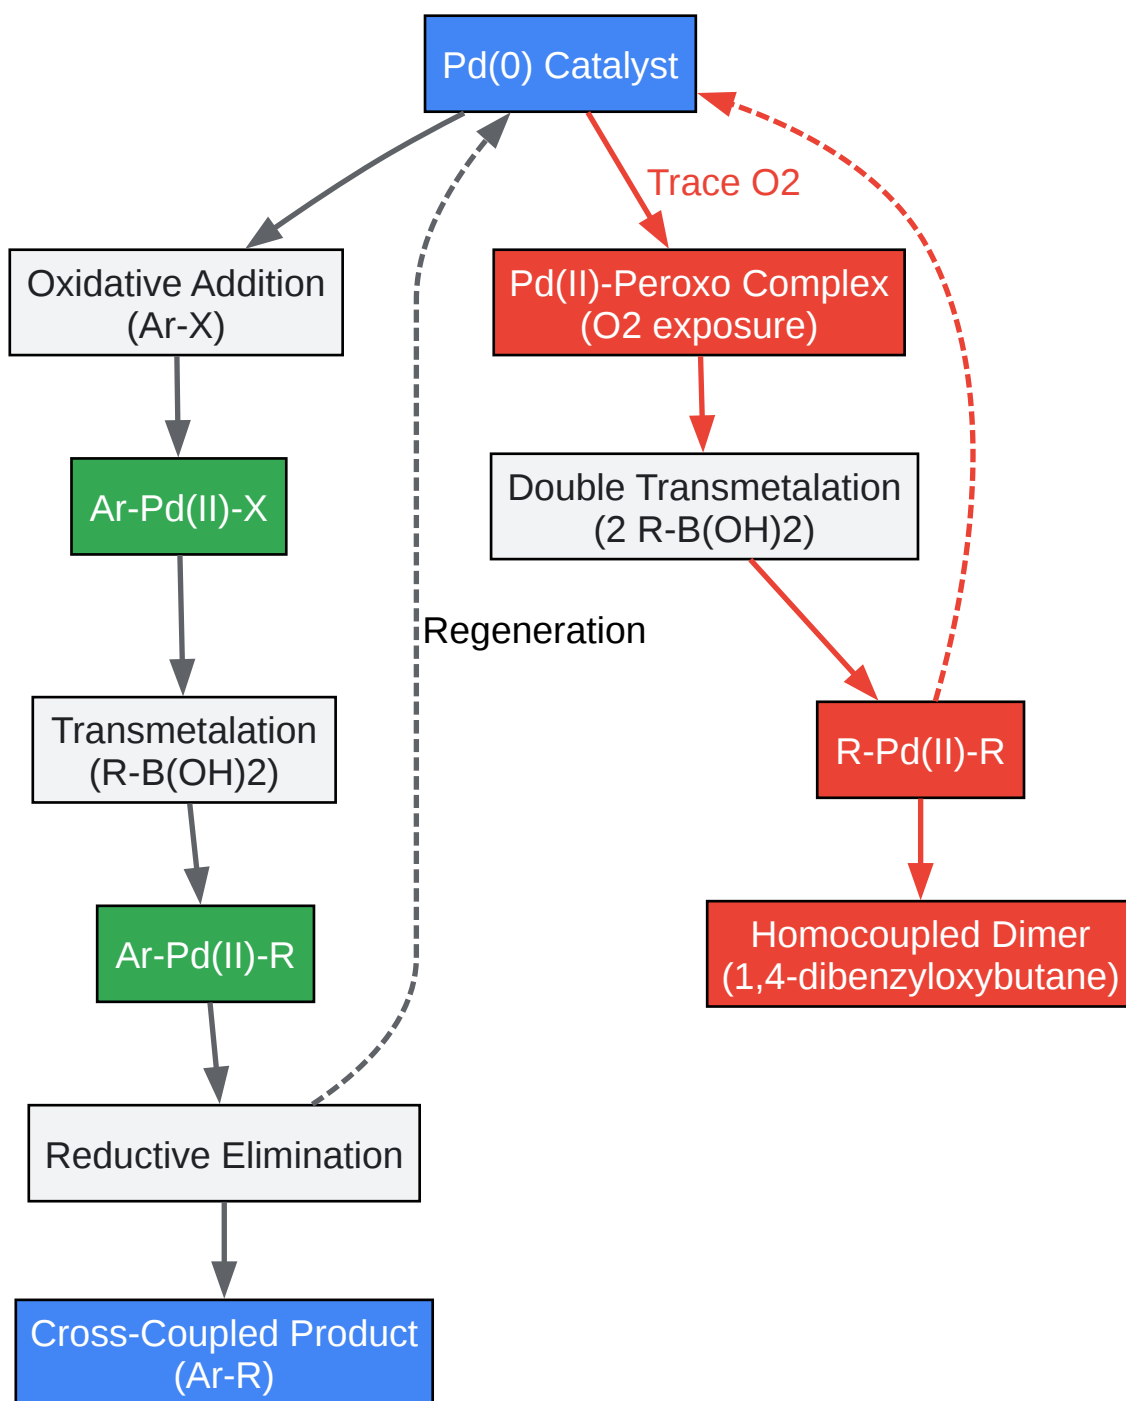 Pd(0) Catalyst
Trace O2
Oxidative Addition
(Ar-X)
Pd(II)-Peroxo Complex
(O2 exposure)
Ar-Pd(II)-X
Double Transmetalation
(2 R-B(OH)2)
Regeneration
Transmetalation
(R-B(OH)2)
R-Pd(II)-R
Ar-Pd(II)-R
Homocoupled Dimer
(1,4-dibenzyloxybutane)
Reductive Elimination
Cross-Coupled Product
(Ar-R)